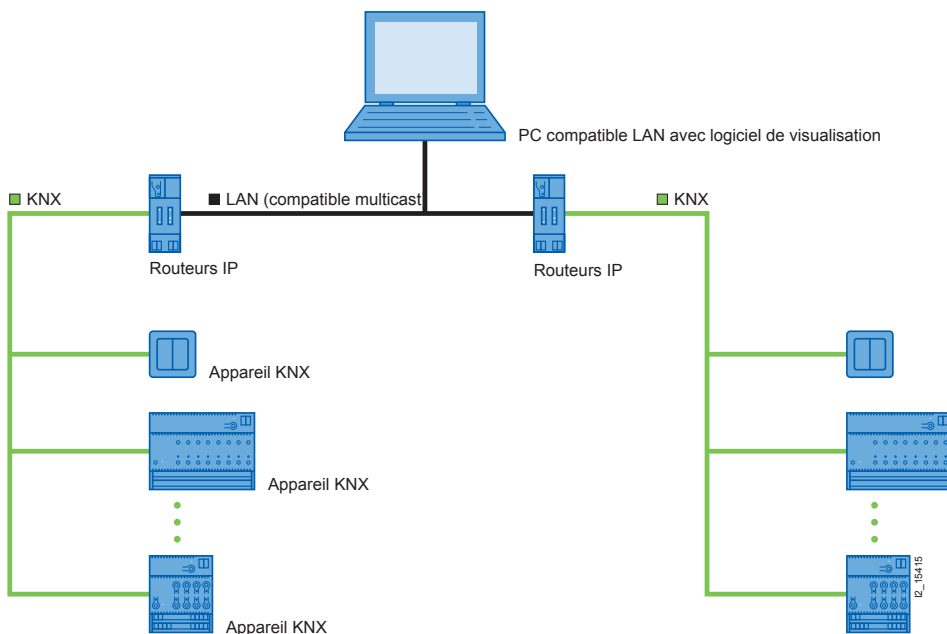 PC compatible LAN avec logiciel de visualisation
KNX
LAN (compatible multicast
KNX
Routeurs IP
Routeurs IP
Appareil KNX
Appareil KNX
Appareil KNX
I2_15415